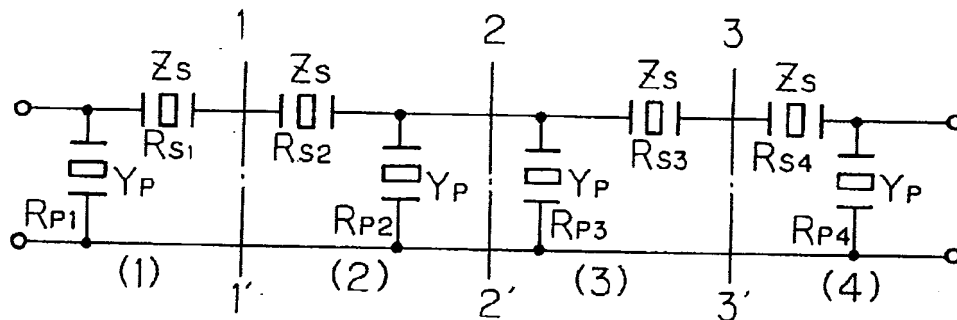 1 2 3
Zs Zs Zs Zs
Rs1 Rs2 Rs3 Rs4
YP YP YP YP
RP1 RP2 RP3 RP4
(1) (2) (3) (4)
1' 2' 3'